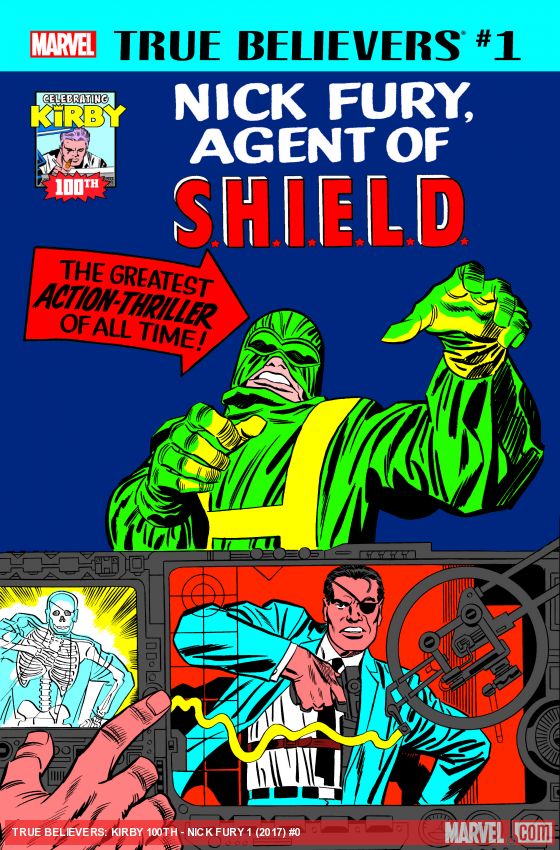 MARVEL
TRUE BELIEVERS® #1
CELEBRATING
KIRBY
100TH
NICK FURY,
AGENT OF
S.H.I.E.L.D.
THE GREATEST
ACTION-THRILLER
OF ALL TIME!
TRUE BELIEVERS: KIRBY 100TH - NICK FURY 1 (2017) #0
MARVEL.com